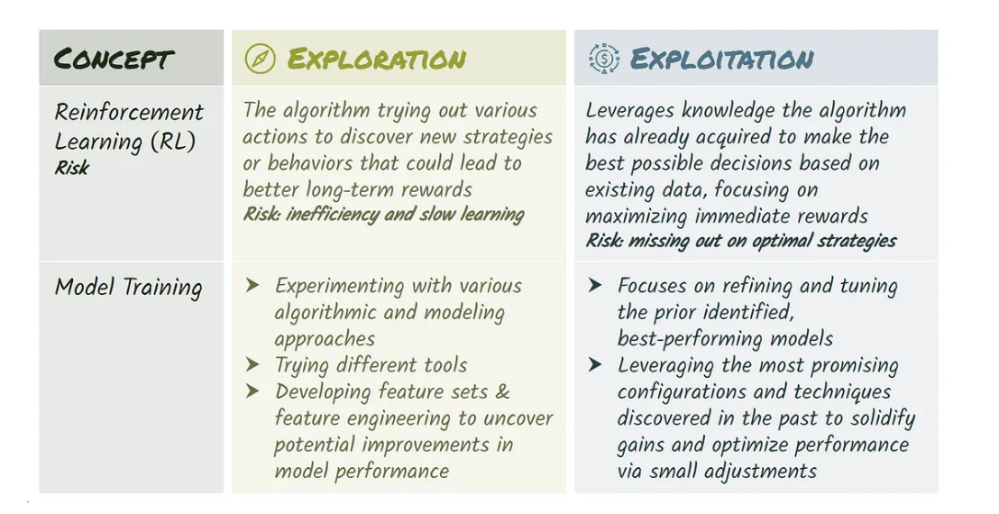 CONCEPT
EXPLORATION
EXPLOITATION
Reinforcement
Learning (RL)
Risk
The algorithm trying out various
actions to discover new strategies
or behaviors that could lead to
better long-term rewards
Risk: inefficiency and slow learning
Leverages knowledge the algorithm
has already acquired to make the
best possible decisions based on
existing data, focusing on
maximizing immediate rewards
Risk: missing out on optimal strategies
Model Training
➤ Experimenting with various
algorithmic and modeling
approaches
➤ Trying different tools
➤ Developing feature sets &
feature engineering to uncover
potential improvements in
model performance
➤ Focuses on refining and tuning
the prior identified,
best-performing models
➤ Leveraging the most promising
configurations and techniques
discovered in the past to solidify
gains and optimize performance
via small adjustments